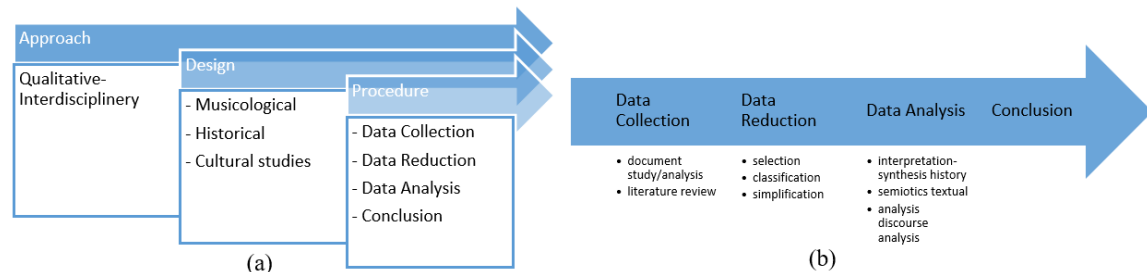 Approach
Qualitative-
Interdisciplinery
Design
- Musicological
- Historical
- Cultural studies
Procedure
- Data Collection
- Data Reduction
- Data Analysis
- Conclusion
(a)
Data
Collection
• document
study/analysis
• literature review
Data
Reduction
• selection
• classification
• simplification
Data Analysis
• interpretation-
synthesis history
• semiotics textual
• analysis
discourse
analysis
Conclusion
(b)